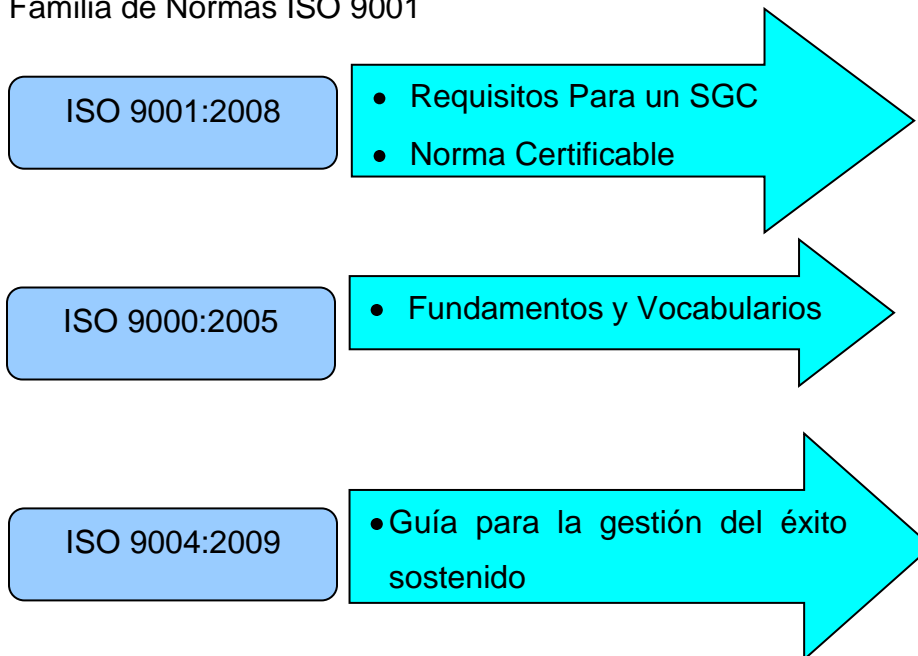 Familia de Normas ISO 9001
ISO 9001:2008
• Requisitos Para un SGC
• Norma Certificable
ISO 9000:2005
• Fundamentos y Vocabularios
ISO 9004:2009
• Guía para la gestión del éxito
sostenido